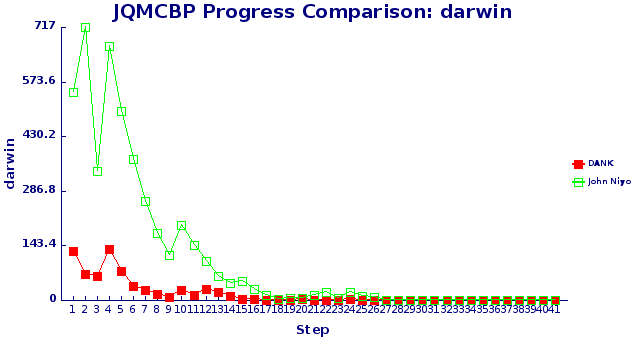 JQMCBP Progress Comparison: darwin
717
573.6
430.2
286.8
143.4
0
darwin
1 2 3 4 5 6 7 8 9 10 11 12 13 14 15 16 17 18 19 20 21 22 23 24 25 26 27 28 29 30 31 32 33 34 35 36 37 38 39 40 41
Step
DANK
John Niyo